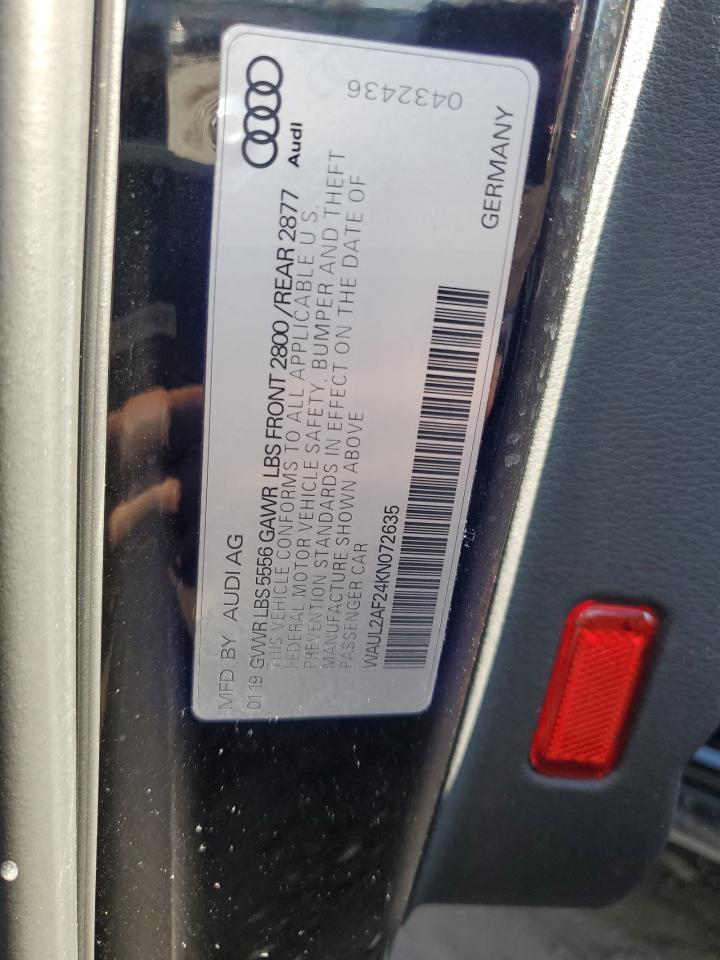 MFD. BY AUDI AG
0119 GVWR LBS 5556 GAWR LBS FRONT 2800 /REAR 2877
THIS VEHICLE CONFORMS TO ALL APPLICABLE U.S.
FEDERAL MOTOR VEHICLE SAFETY, BUMPER AND THEFT
PREVENTION STANDARDS IN EFFECT ON THE DATE OF
MANUFACTURE SHOWN ABOVE
PASSENGER CAR
WAUL2AF24KN072635
Audi
0432436
GERMANY